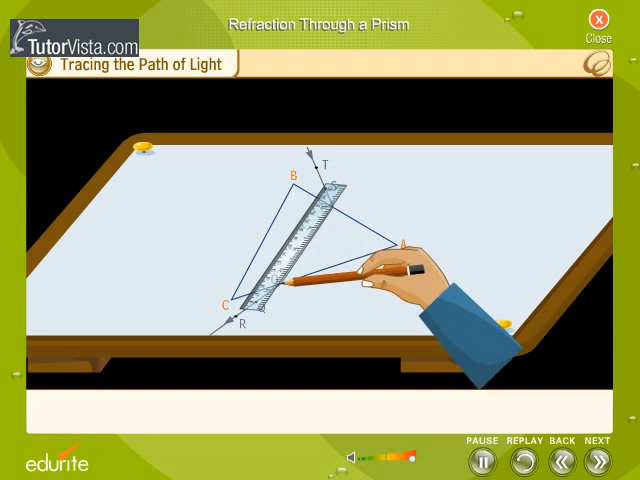 Refraction Through a Prism
X
Close
TutorVista.com
Tracing the Path of Light
T
B
S
A
C
R
PAUSE REPLAY BACK NEXT
edurite